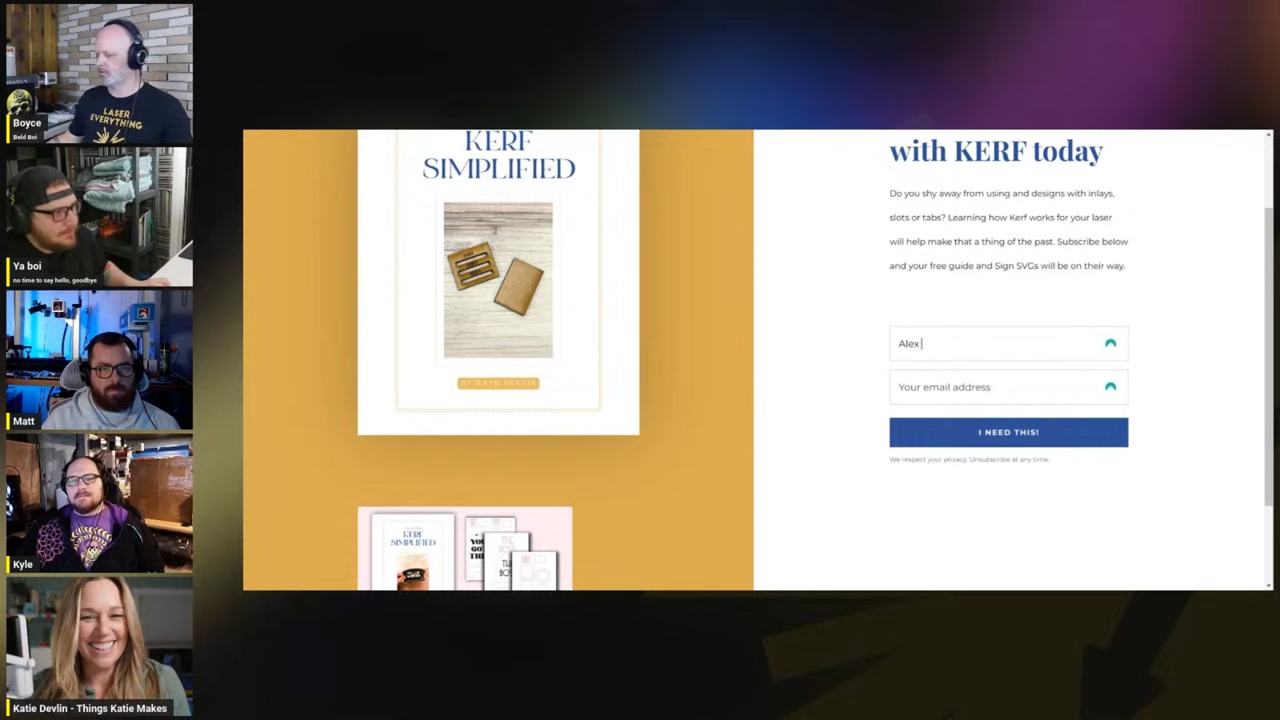 LASER
EVERYTHING
Boyce
Bald Boi
Ya boi
no time to say hello, goodbye
Matt
Kyle
Katie Devlin - Things Katie Makes
KERF
SIMPLIFIED
BY KATIE DEVLIN
KERF
SIMPLIFIED
with KERF today
Do you shy away from using and designs with inlays,
slots or tabs? Learning how Kerf works for your laser
will help make that a thing of the past. Subscribe below
and your free guide and Sign SVGs will be on their way.
Alex
Your email address
I NEED THIS!
We respect your privacy. Unsubscribe at any time.